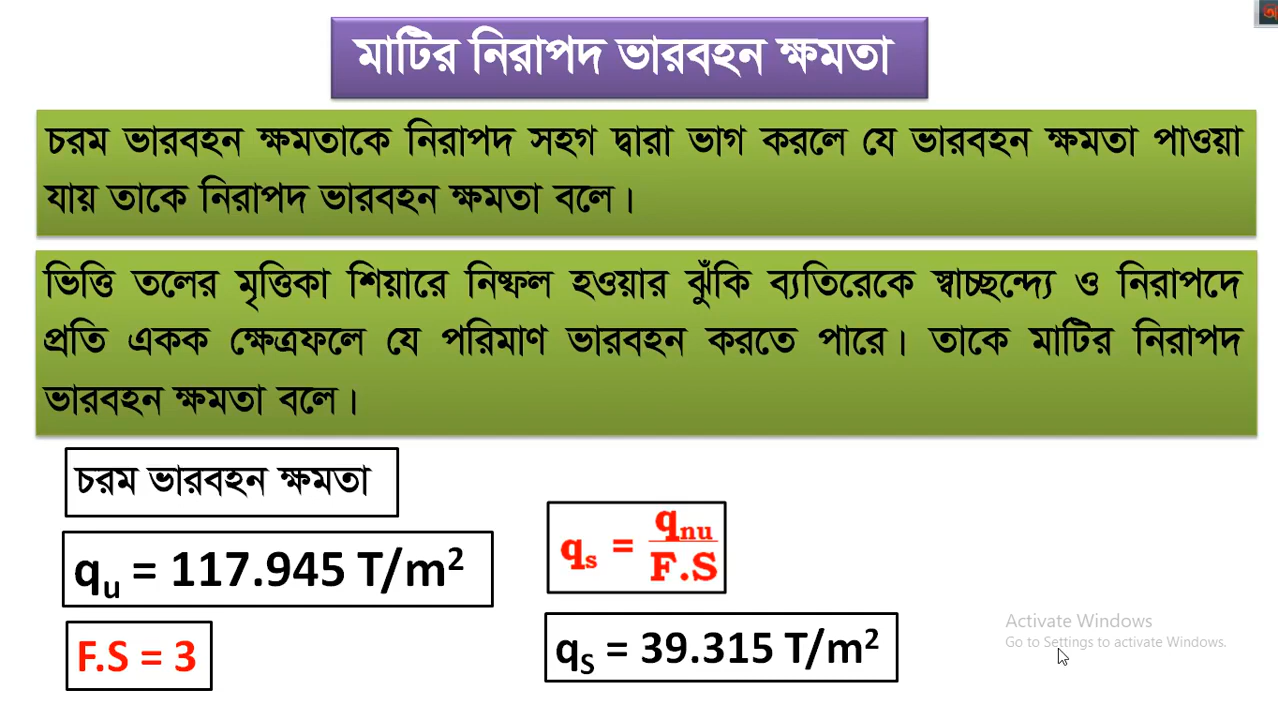 মাটির নিরাপদ ভারবহন ক্ষমতা
চরম ভারবহন ক্ষমতাকে নিরাপদ সহগ দ্বারা ভাগ করলে যে ভারবহন ক্ষমতা পাওয়া
যায় তাকে নিরাপদ ভারবহন ক্ষমতা বলে।
ভিত্তি তলের মৃত্তিকা শিয়ারে নিষ্ফল হওয়ার ঝুঁকি ব্যতিরেকে স্বাচ্ছন্দ্যে ও নিরাপদে
প্রতি একক ক্ষেত্রফলে যে পরিমাণ ভারবহন করতে পারে। তাকে মাটির নিরাপদ
ভারবহন ক্ষমতা বলে।
চরম ভারবহন ক্ষমতা
qu = 117.945 T/m²
F.S = 3
qs = qnu / F.S
qS = 39.315 T/m²
Activate Windows
Go to Settings to activate Windows.